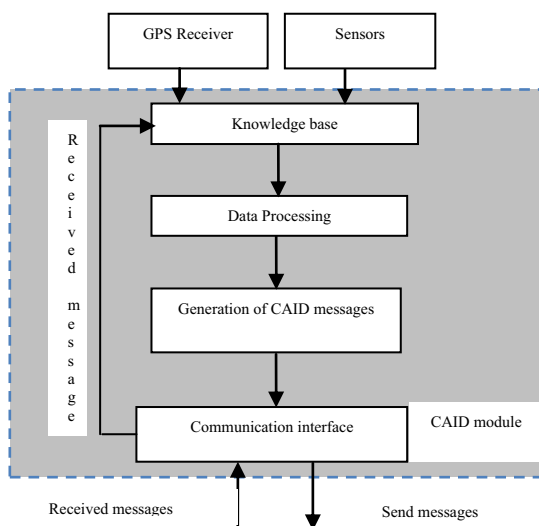 GPS Receiver
Sensors
Knowledge base
Received message
Data Processing
Generation of CAID messages
Communication interface
CAID module
Received messages
Send messages